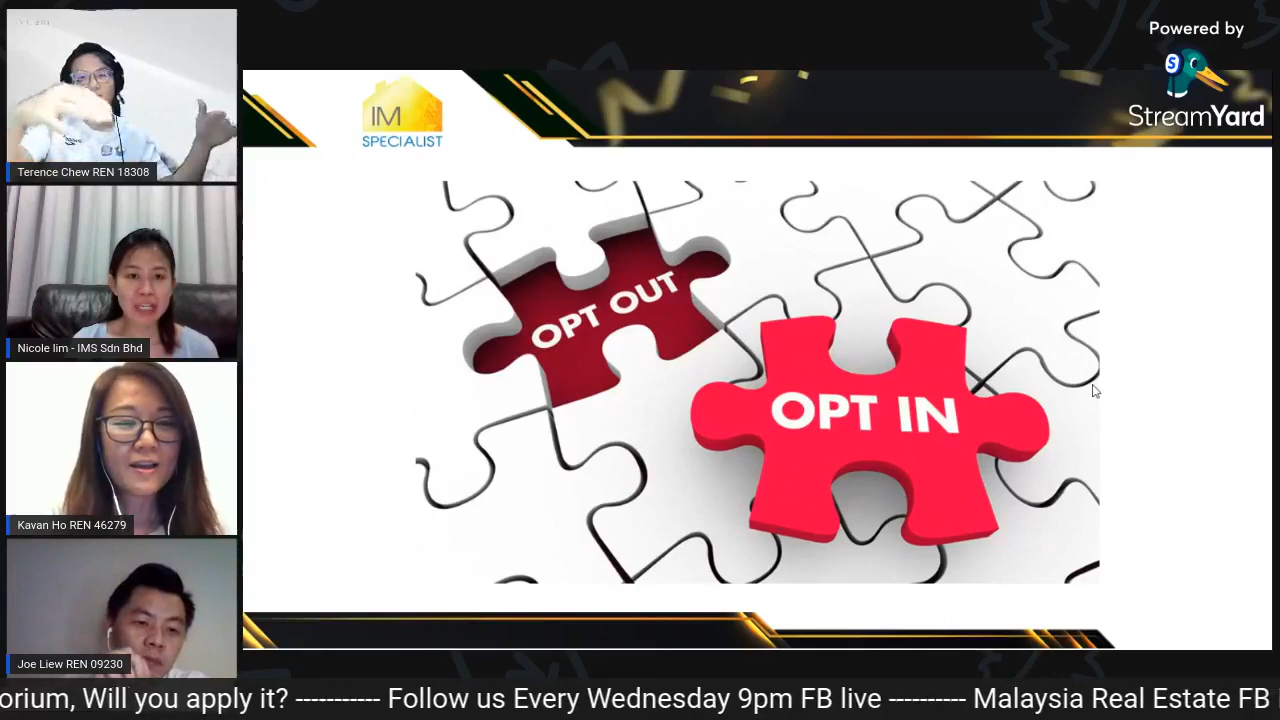 Terence Chew REN 18308
Nicole lim - IMS Sdn Bhd
Kavan Ho REN 46279
Joe Liew REN 09230
IM
SPECIALIST
OPT OUT
OPT IN
Powered by
S
StreamYard
orium, Will you apply it? ----------- Follow us Every Wednesday 9pm FB live ---------- Malaysia Real Estate FB